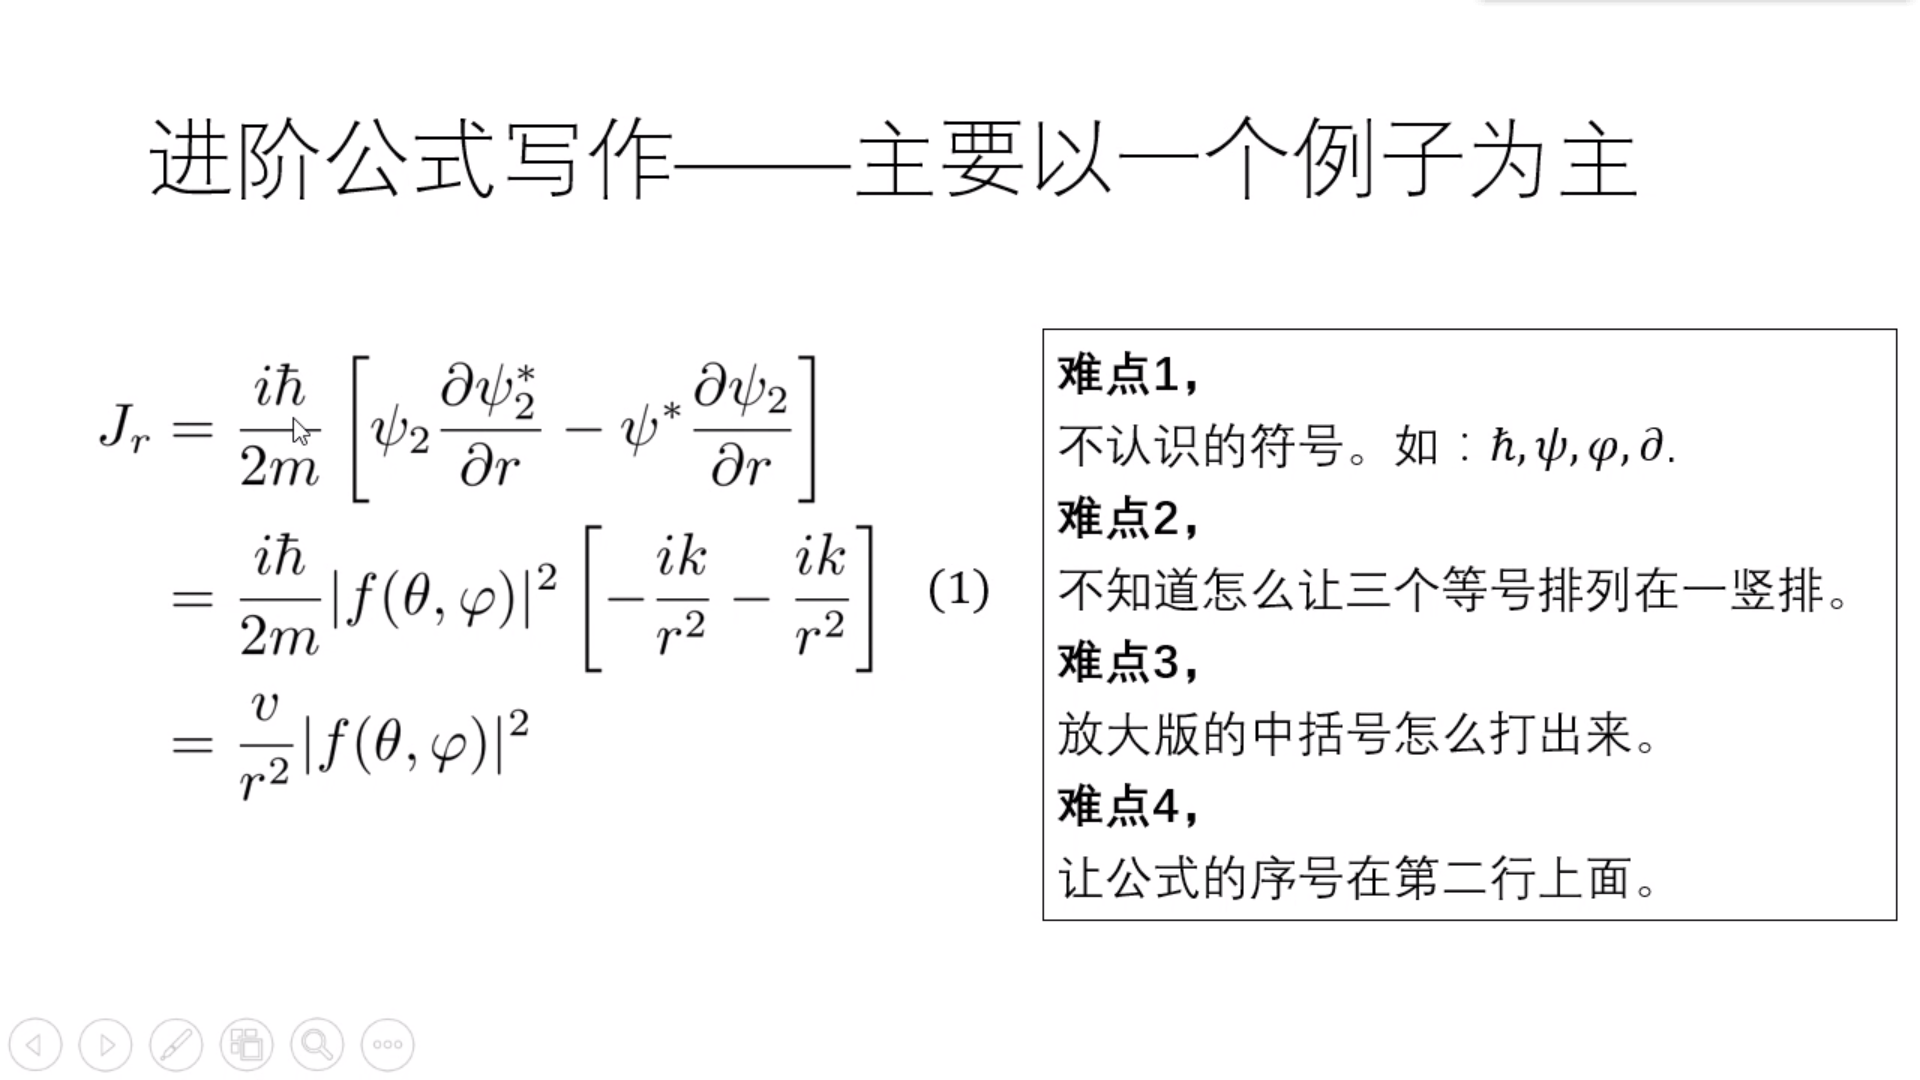 进阶公式写作——主要以一个例子为主
J_r = \frac{i\hbar}{2m} \left[ \psi_2 \frac{\partial \psi_2^*}{\partial r} - \psi^* \frac{\partial \psi_2}{\partial r} \right]
= \frac{i\hbar}{2m} |f(\theta, \varphi)|^2 \left[ -\frac{ik}{r^2} - \frac{ik}{r^2} \right] (1)
= \frac{v}{r^2} |f(\theta, \varphi)|^2
难点1，
不认识的符号。如：ℏ,ψ,φ,∂.
难点2，
不知道怎么让三个等号排列在一竖排。
难点3，
放大版的中括号怎么打出来。
难点4，
让公式的序号在第二行上面。